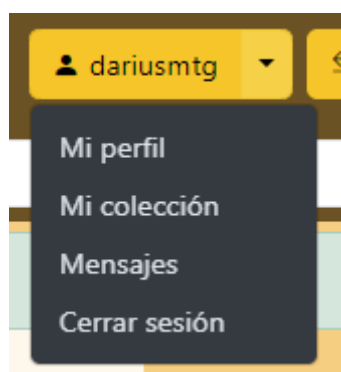 dariusmtg
Mi perfil
Mi colección
Mensajes
Cerrar sesión